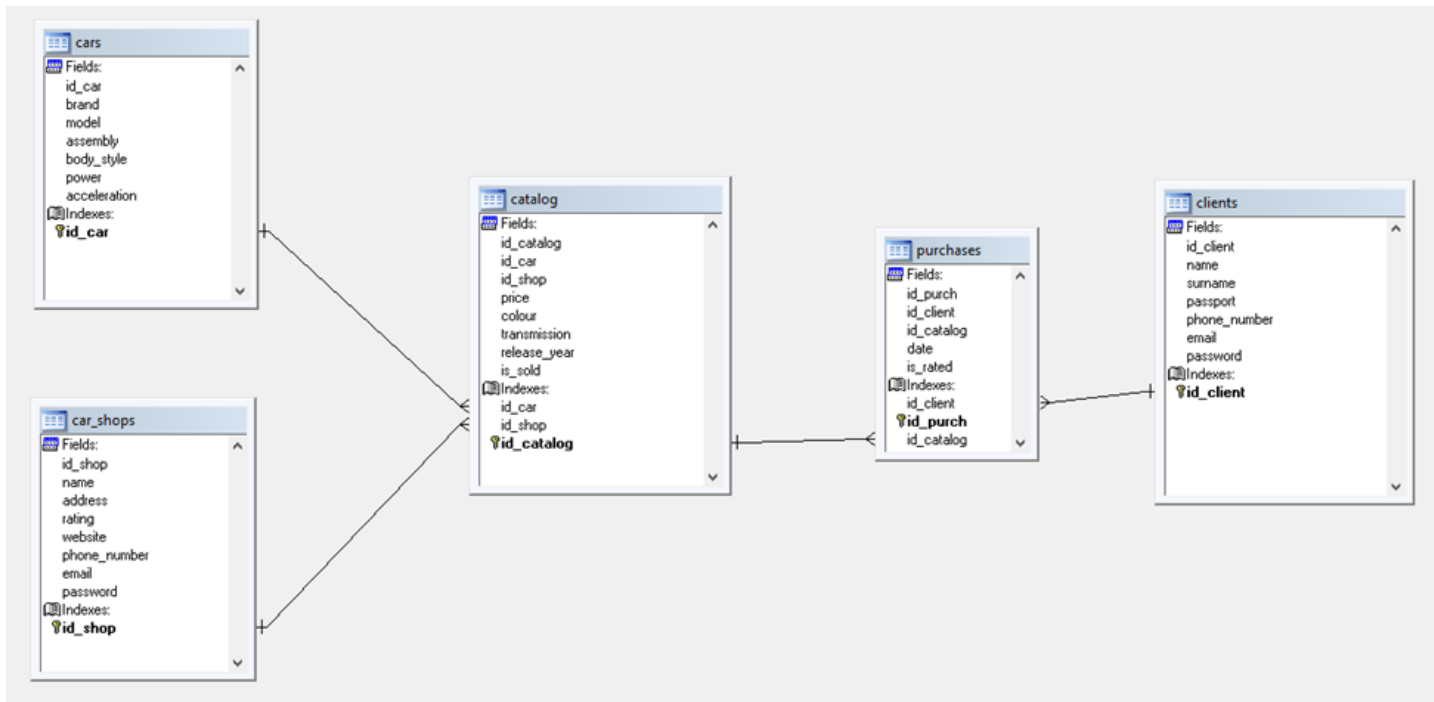 cars
Fields:
id_car
brand
model
assembly
body_style
power
acceleration
Indexes:
id_car
car_shops
Fields:
id_shop
name
address
rating
website
phone_number
email
password
Indexes:
id_shop
catalog
Fields:
id_catalog
id_car
id_shop
price
colour
transmission
release_year
is_sold
Indexes:
id_car
id_shop
id_catalog
purchases
Fields:
id_purch
id_client
id_catalog
date
is_rated
Indexes:
id_client
id_purch
id_catalog
clients
Fields:
id_client
name
surname
passport
phone_number
email
password
Indexes:
id_client